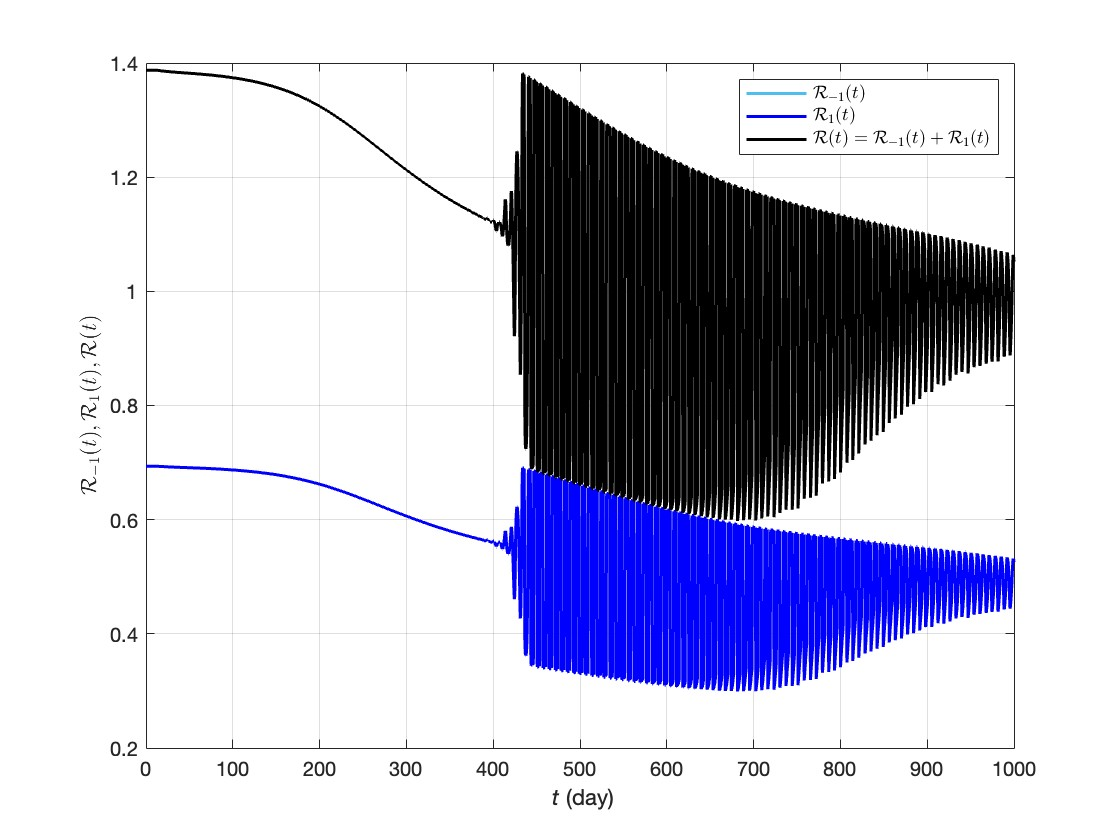 1.4
1.2
1
0.8
0.6
0.4
0.2
0 100 200 300 400 500 600 700 800 900 1000
t (day)
ℛ₋₁(t), ℛ₁(t), ℛ(t)
ℛ₋₁(t)
ℛ₁(t)
ℛ(t) = ℛ₋₁(t) + ℛ₁(t)